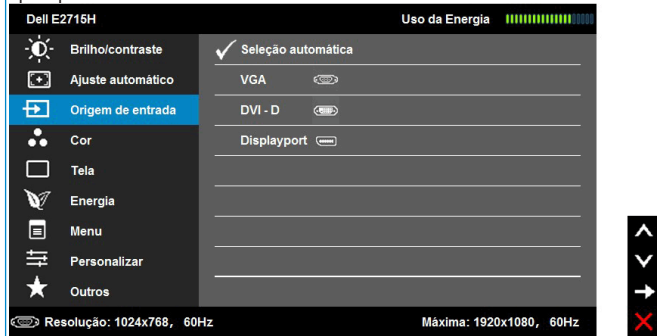 Dell E2715H Uso da Energia
Brilho/contraste Seleção automática
Ajuste automático VGA
Origem de entrada DVI - D
Cor Displayport
Tela
Energia
Menu
Personalizar
Outros
Resolução: 1024x768, 60Hz Máxima: 1920x1080, 60Hz